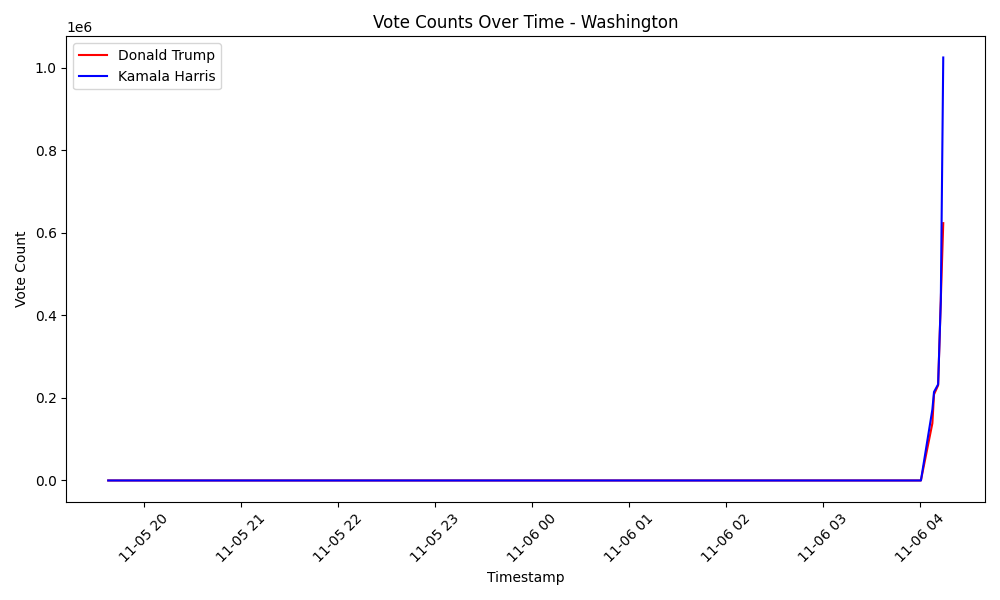 Vote Counts Over Time - Washington
1e6
Donald Trump
Kamala Harris
1.0
0.8
0.6
0.4
0.2
0.0
Vote Count
11-05 20
11-05 21
11-05 22
11-05 23
11-06 00
11-06 01
11-06 02
11-06 03
11-06 04
Timestamp